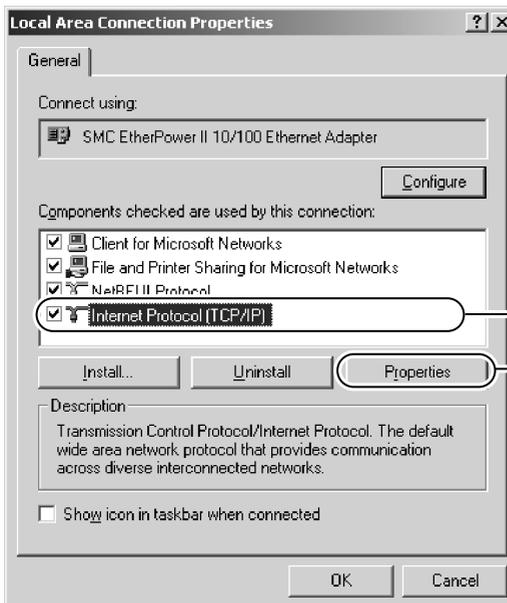 Local Area Connection Properties
General
Connect using:
SMC EtherPower II 10/100 Ethernet Adapter
Configure
Components checked are used by this connection:
Client for Microsoft Networks
File and Printer Sharing for Microsoft Networks
NetBEUI Protocol
Internet Protocol (TCP/IP)
Install...
Uninstall
Properties
Description
Transmission Control Protocol/Internet Protocol. The default
wide area network protocol that provides communication
across diverse interconnected networks.
Show icon in taskbar when connected
OK
Cancel